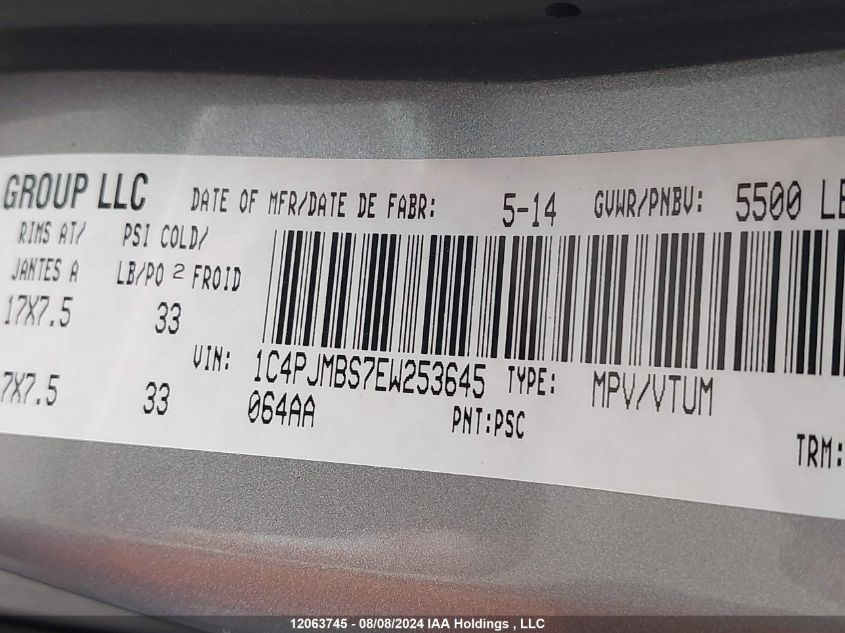 GROUP LLC DATE OF MFR/DATE DE FABR: 5-14 GVWR/PNBV: 5500 LB
RIMS AT/ PSI COLD/
JANTES A LB/PO 2 FROID
17X7.5 33
VIN: 1C4PJMBS7EW253645 TYPE: MPV/VTUM
7X7.5 33 064AA PNT:PSC TRM:
12063745 - 08/08/2024 IAA Holdings , LLC